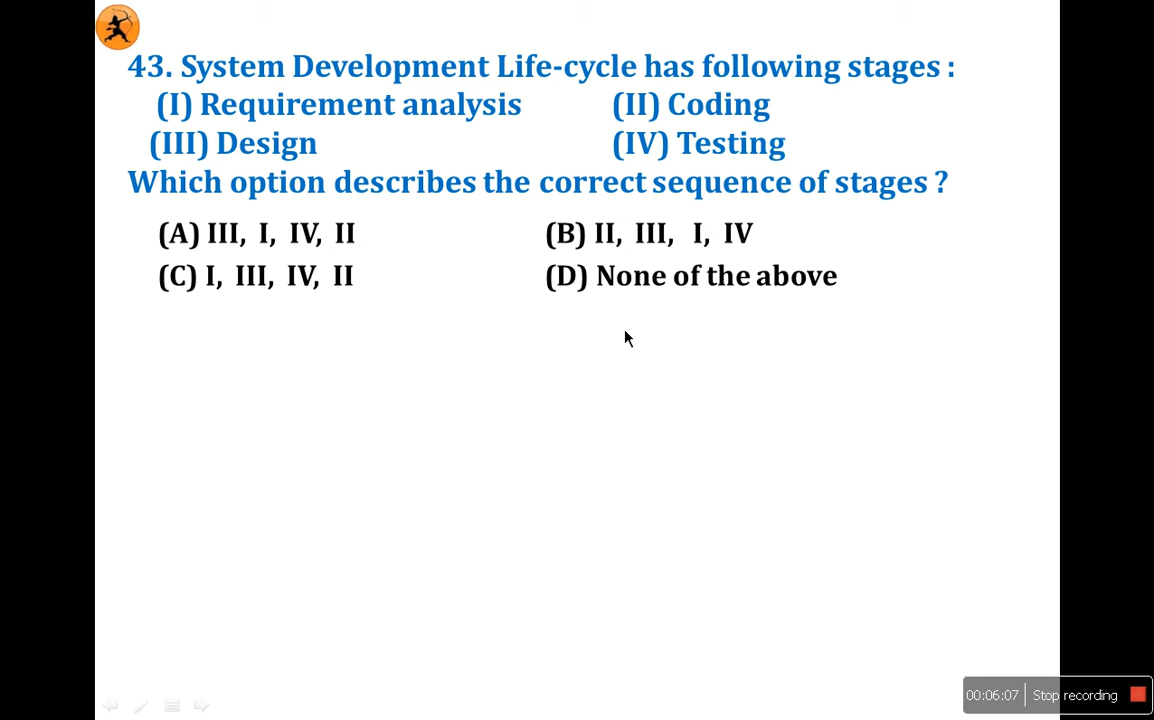 43. System Development Life-cycle has following stages :
(I) Requirement analysis (II) Coding
(III) Design (IV) Testing
Which option describes the correct sequence of stages ?
(A) III, I, IV, II (B) II, III, I, IV
(C) I, III, IV, II (D) None of the above
00:06:07 Stop recording